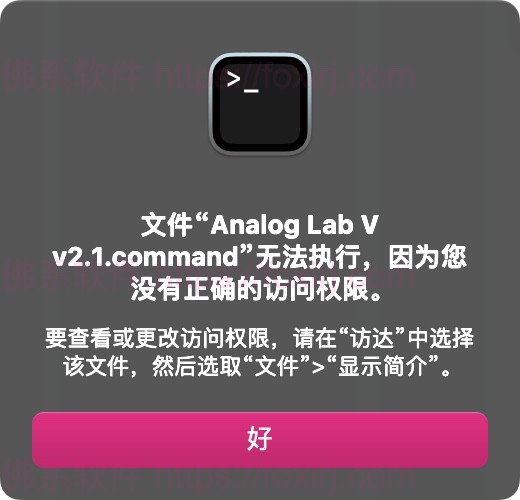 >_
文件“Analog Lab V
v2.1.command”无法执行，因为您
没有正确的访问权限。
要查看或更改访问权限，请在“访达”中选择
该文件，然后选取“文件”>“显示简介”。
好